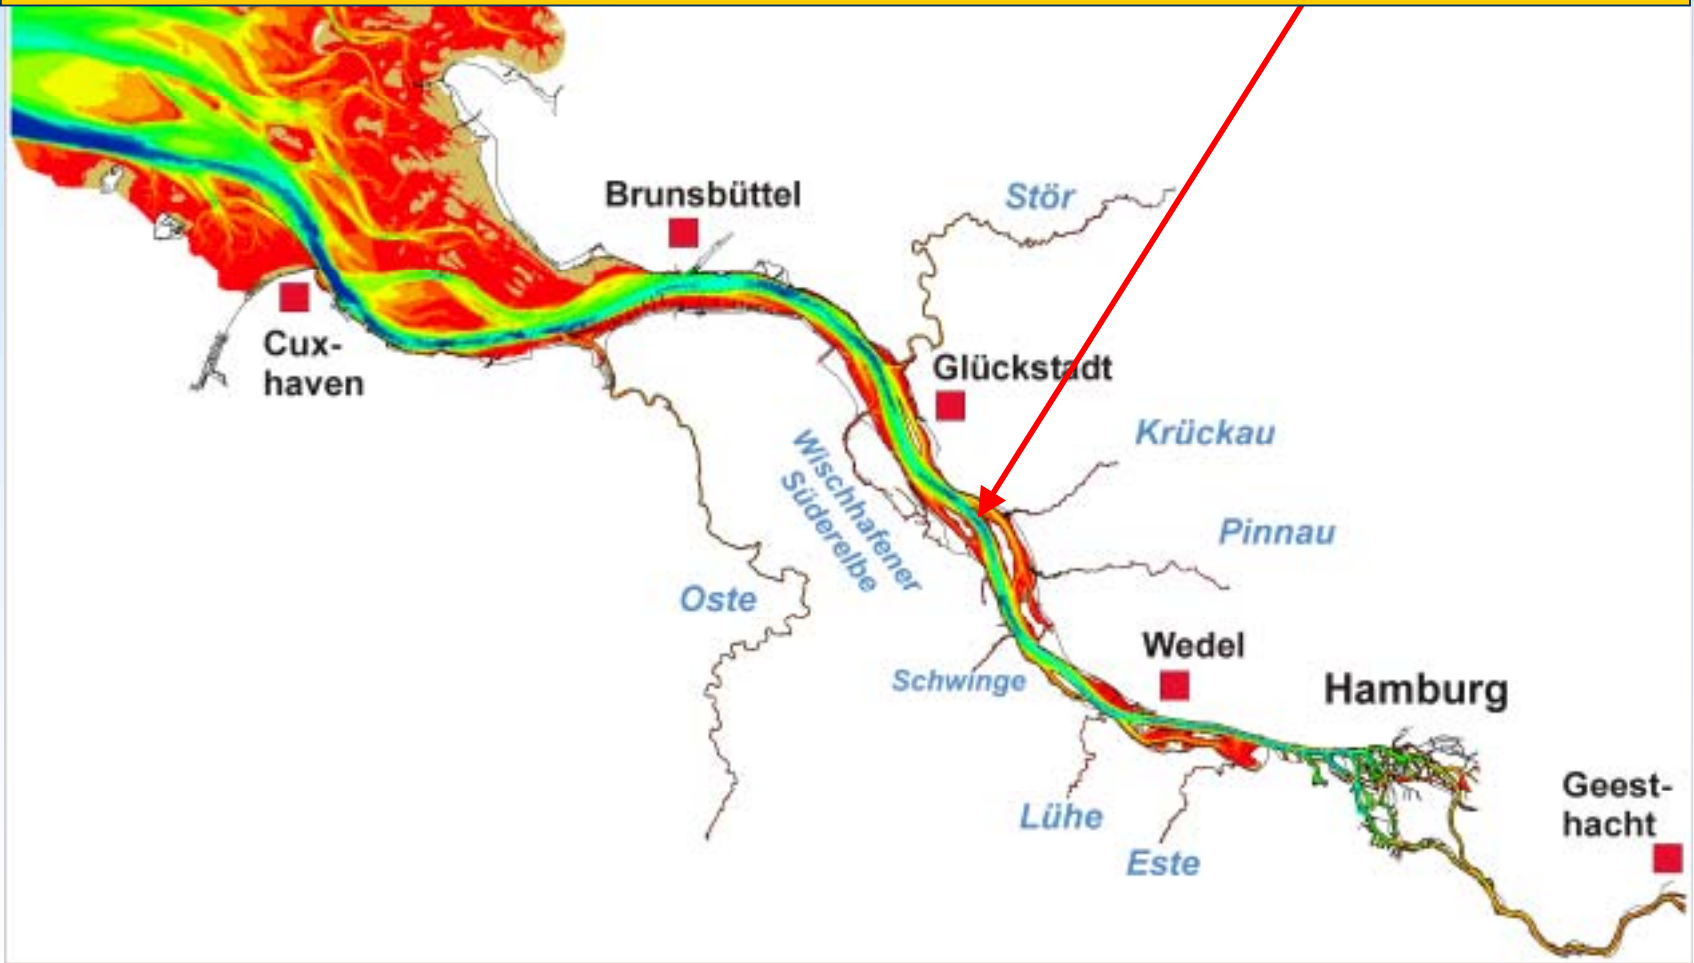 Brunsbüttel
Stör
Cux-
haven
Glückstadt
Krückau
Wischhafener
Süderelbe
Pinnau
Oste
Wedel
Schwinge
Hamburg
Geest-
hacht
Lühe
Este